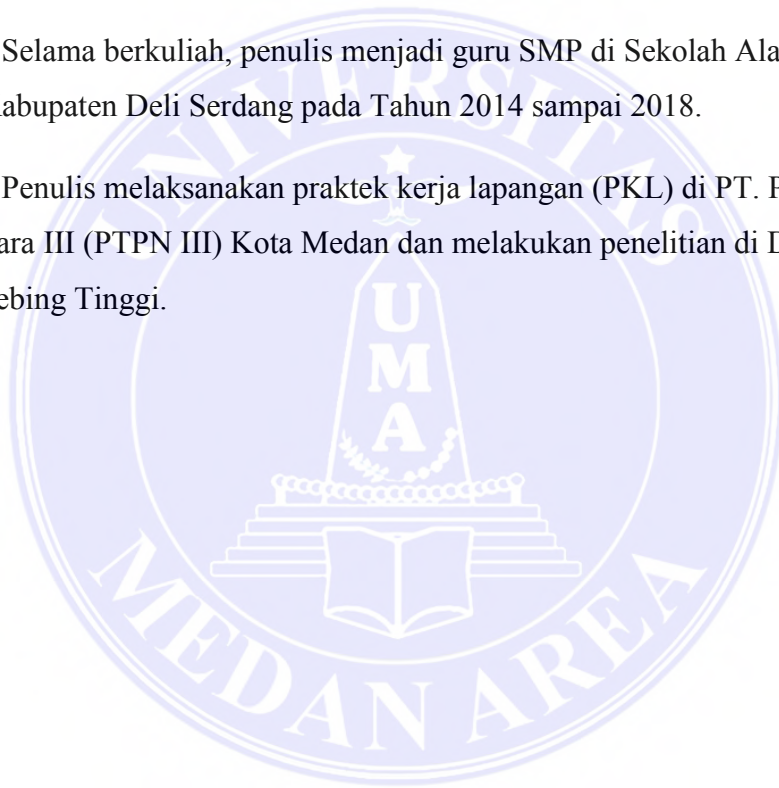 Selama berkuliah, penulis menjadi guru SMP di Sekolah Ala
abupaten Deli Serdang pada Tahun 2014 sampai 2018.
Penulis melaksanakan praktek kerja lapangan (PKL) di PT. P
ara III (PTPN III) Kota Medan dan melakukan penelitian di D
ebing Tinggi.
UNIVERSITAS
UMA
MEDAN AREA